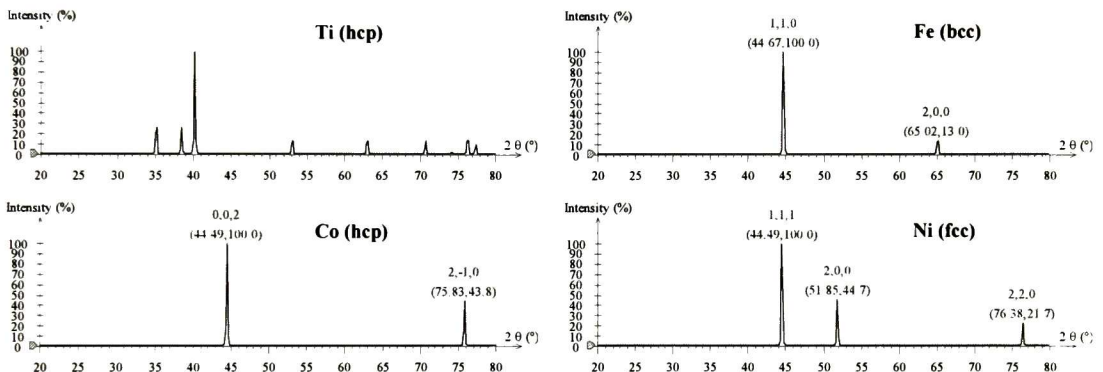 Intensity (%)
Ti (hcp)
100
90
80
70
60
50
40
30
20
10
0
2 θ (°)
20 25 30 35 40 45 50 55 60 65 70 75 80
Intensity (%)
Fe (bcc)
1,1,0
(44 67,100 0)
2,0,0
(65 02,13 0)
100
90
80
70
60
50
40
30
20
10
0
2 θ (°)
20 25 30 35 40 45 50 55 60 65 70 75 80
Intensity (%)
Co (hcp)
0,0,2
(44 49,100 0)
2,-1,0
(75 83,43.8)
100
90
80
70
60
50
40
30
20
10
0
2 θ (°)
20 25 30 35 40 45 50 55 60 65 70 75 80
Intensity (%)
Ni (fcc)
1,1,1
(44.49,100 0)
2,0,0
(51 85,44 7)
2,2,0
(76 38,21 7)
100
90
80
70
60
50
40
30
20
10
0
2 θ (°)
20 25 30 35 40 45 50 55 60 65 70 75 80